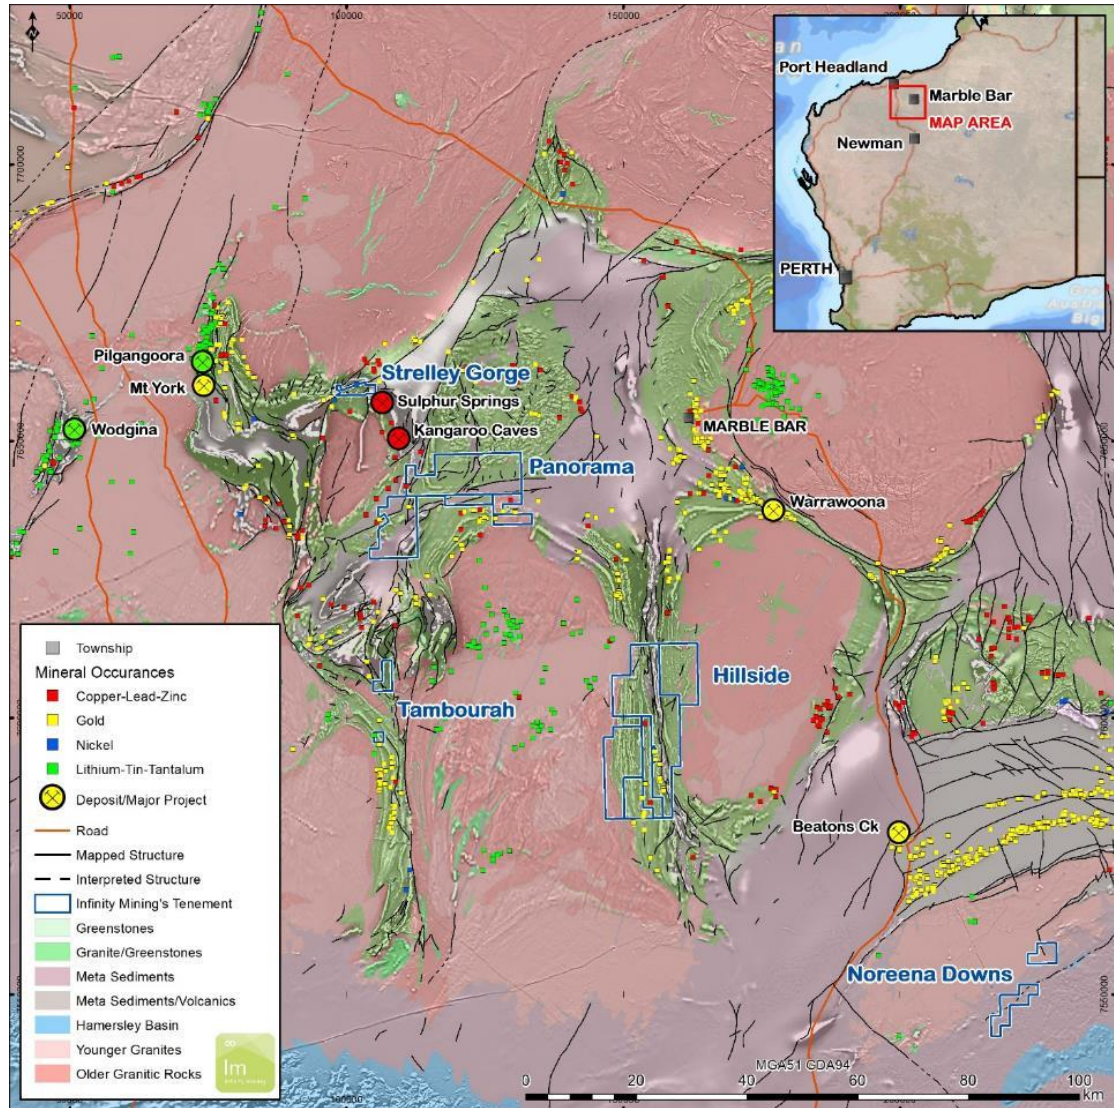 50000
100000
150000
N
7700000
Port Headland
Marble Bar
MAP AREA
Newman
PERTH
Pilgangoora
Mt York
Wodgina
Strelley Gorge
Sulphur Springs
Kangaroo Caves
MARBLE BAR
Panorama
Warrawoona
7650000
Hillside
Tambourah
Beatons Ck
Noreena Downs
7550000
Township
Mineral Occurances
Copper-Lead-Zinc
Gold
Nickel
Lithium-Tin-Tantalum
Deposit/Major Project
Road
Mapped Structure
Interpreted Structure
Infinity Mining's Tenement
Greenstones
Granite/Greenstones
Meta Sediments
Meta Sediments/Volcanics
Hamersley Basin
Younger Granites
Older Granitic Rocks
Im
MGA51 GDA94
0 20 40 60 80 100
km